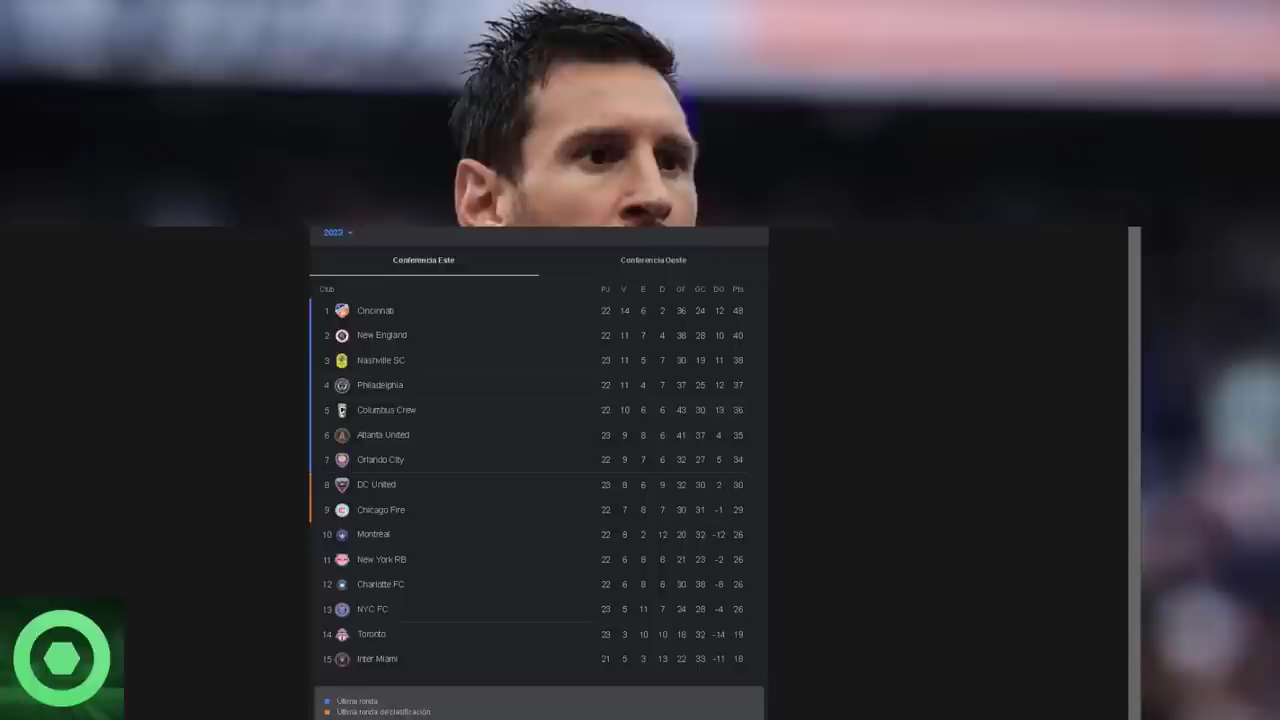 2023
Conferencia Este Conferencia Oeste
Club PJ V E D GF GC DG Pts
1 Cincinnati 22 14 6 2 36 24 12 48
2 New England 22 11 7 4 38 28 10 40
3 Nashville SC 23 11 5 7 30 19 11 38
4 Philadelphia 22 11 4 7 37 25 12 37
5 Columbus Crew 22 10 6 6 43 30 13 36
6 Atlanta United 23 9 8 6 41 37 4 35
7 Orlando City 22 9 7 6 32 27 5 34
8 DC United 23 8 6 9 32 30 2 30
9 Chicago Fire 22 7 8 7 30 31 -1 29
10 Montréal 22 8 2 12 20 32 -12 26
11 New York RB 22 6 8 8 21 23 -2 26
12 Charlotte FC 22 6 8 8 30 38 -8 26
13 NYC FC 23 5 11 7 24 28 -4 26
14 Toronto 23 3 10 10 18 32 -14 19
15 Inter Miami 21 5 3 13 22 33 -11 18
Última ronda
Última ronda de clasificación